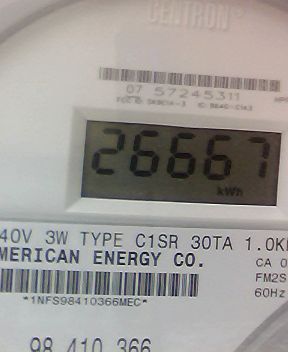 CENTRON®
07 57245311
26667
kWh
40V 3W TYPE C1SR 30TA 1.0K
MERICAN ENERGY CO.
CA 0
FM2S
60Hz
*1NFS98410366MEC*
98 410 366